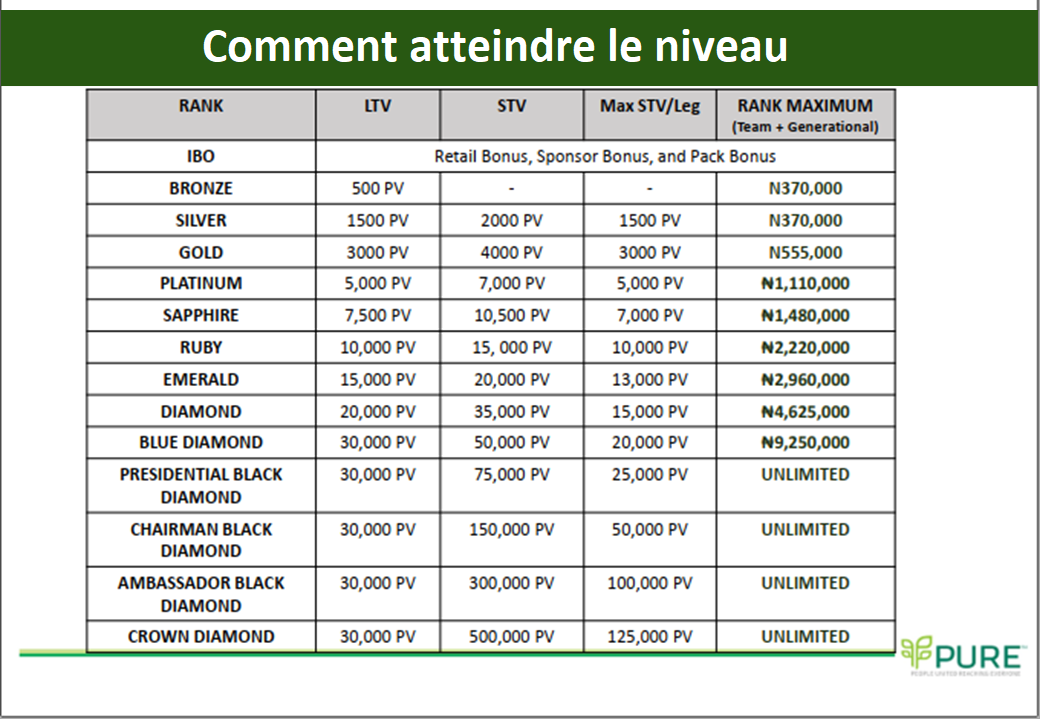 Comment atteindre le niveau
RANK LTV STV Max STV/Leg RANK MAXIMUM
(Team + Generational)
IBO Retail Bonus, Sponsor Bonus, and Pack Bonus
BRONZE 500 PV - - N370,000
SILVER 1500 PV 2000 PV 1500 PV N370,000
GOLD 3000 PV 4000 PV 3000 PV N555,000
PLATINUM 5,000 PV 7,000 PV 5,000 PV ₦1,110,000
SAPPHIRE 7,500 PV 10,500 PV 7,000 PV ₦1,480,000
RUBY 10,000 PV 15, 000 PV 10,000 PV ₦2,220,000
EMERALD 15,000 PV 20,000 PV 13,000 PV ₦2,960,000
DIAMOND 20,000 PV 35,000 PV 15,000 PV ₦4,625,000
BLUE DIAMOND 30,000 PV 50,000 PV 20,000 PV ₦9,250,000
PRESIDENTIAL BLACK 30,000 PV 75,000 PV 25,000 PV UNLIMITED
DIAMOND
CHAIRMAN BLACK 30,000 PV 150,000 PV 50,000 PV UNLIMITED
DIAMOND
AMBASSADOR BLACK 30,000 PV 300,000 PV 100,000 PV UNLIMITED
DIAMOND
CROWN DIAMOND 30,000 PV 500,000 PV 125,000 PV UNLIMITED
PURE
PEOPLE UNITED REACHING EVERYONE